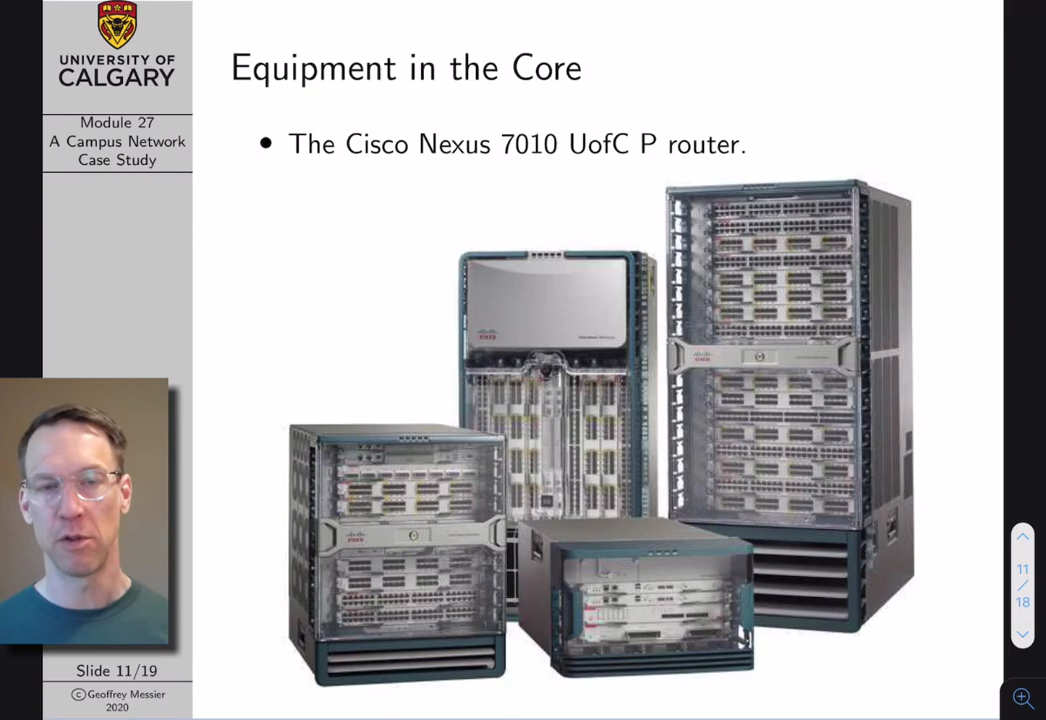 UNIVERSITY OF
CALGARY
Module 27
A Campus Network
Case Study
Equipment in the Core
• The Cisco Nexus 7010 UofC P router.
Slide 11/19
©Geoffrey Messier
2020
11
/
18